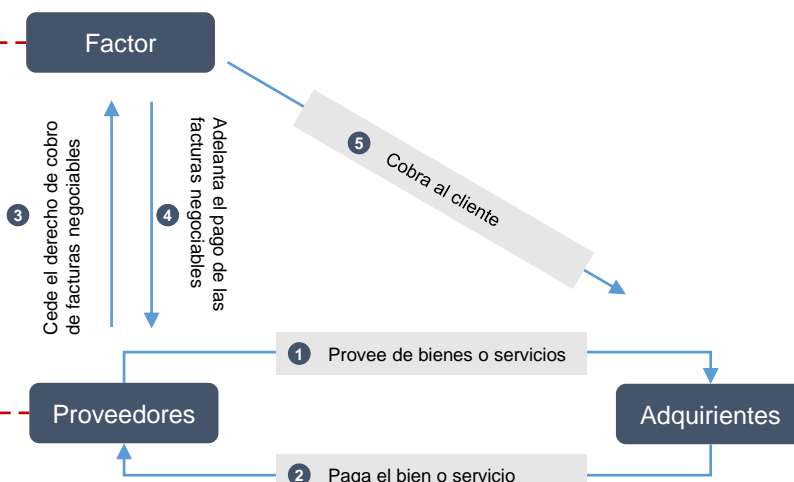 Factor
5
Cobra al cliente
3
Cede el derecho de cobro
de facturas negociables
4
Adelanta el pago de las
facturas negociables
1 Provee de bienes o servicios
Proveedores
Adquirientes
2 Paga el bien o servicio